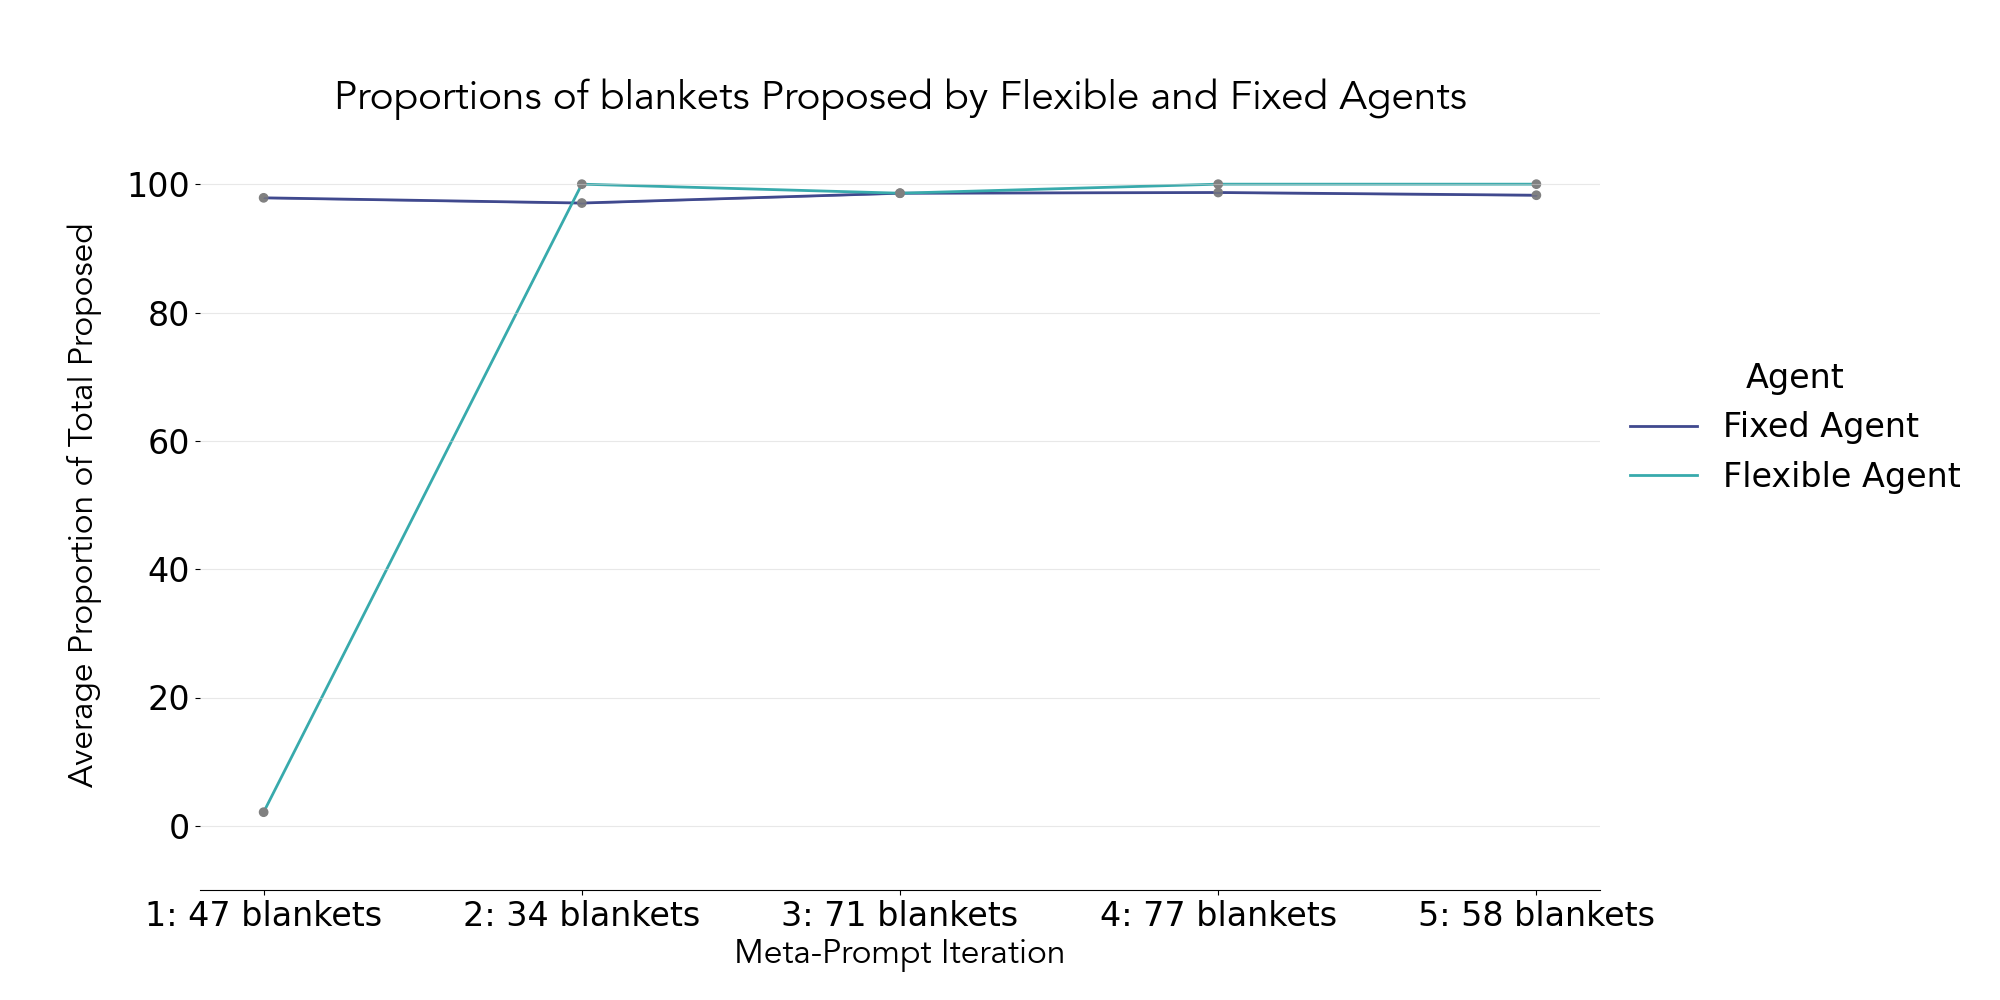 Proportions of blankets Proposed by Flexible and Fixed Agents
Average Proportion of Total Proposed
100
80
60
40
20
0
1: 47 blankets
2: 34 blankets
3: 71 blankets
4: 77 blankets
5: 58 blankets
Meta-Prompt Iteration
Agent
Fixed Agent
Flexible Agent